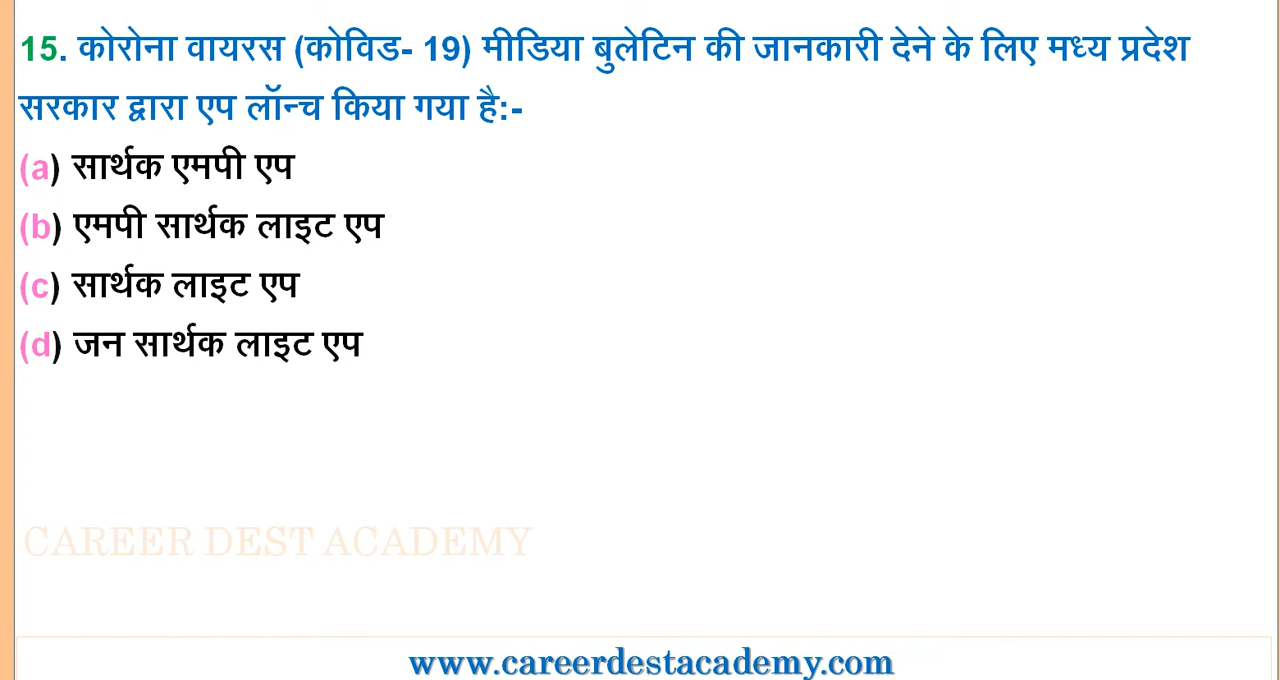 15. कोरोना वायरस (कोविड- 19) मीडिया बुलेटिन की जानकारी देने के लिए मध्य प्रदेश
सरकार द्वारा एप लॉन्च किया गया है:-
(a) सार्थक एमपी एप
(b) एमपी सार्थक लाइट एप
(c) सार्थक लाइट एप
(d) जन सार्थक लाइट एप
CAREER DEST ACADEMY
www.careerdestacademy.com